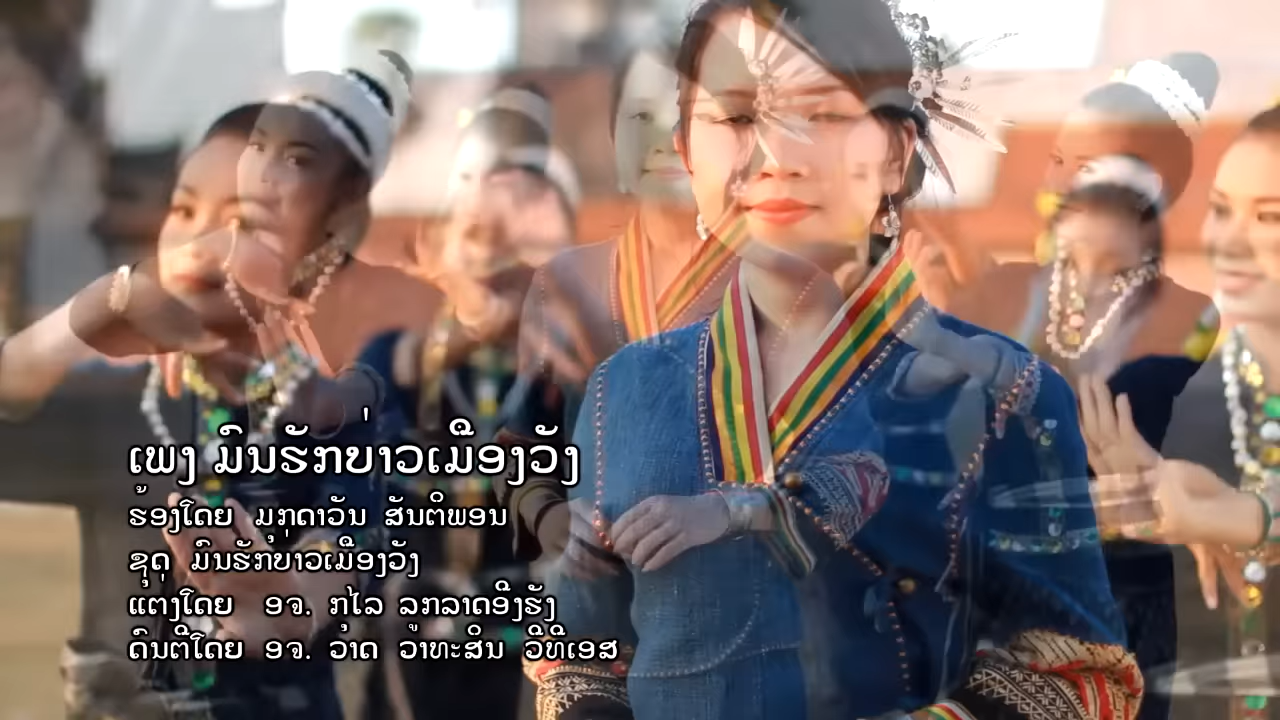 ເພງ ມົນຮັກບ່າວເມືອງວັງ
ຮ້ອງໂດຍ ມຸກດາວັນ ສັນຕິພອນ
ຊຸດ ມົນຮັກບ່າວເມືອງວັງ
ແຕ່ງໂດຍ ອຈ. ກຸໄລ ລູກລາດອີງຮັງ
ດົນຕີໂດຍ ອຈ. ວາດ ວາທະສິນ ວີທີເອສ